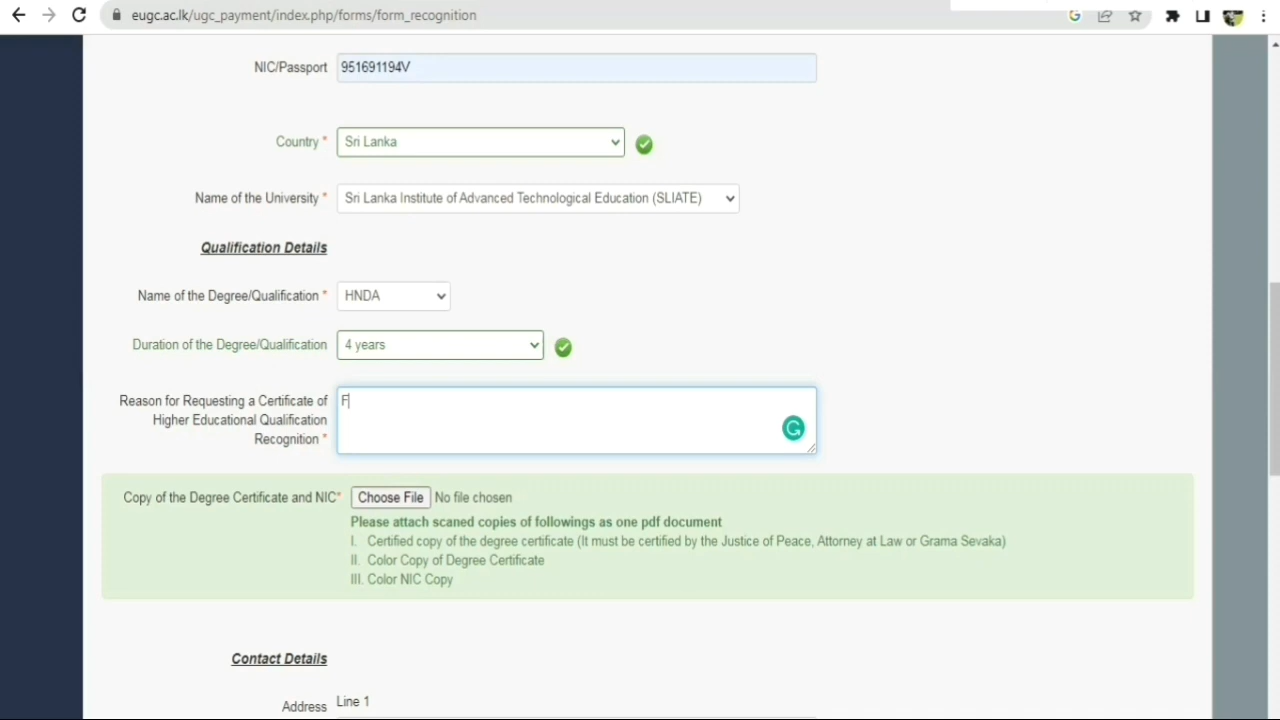 eugc.ac.lk/ugc_payment/index.php/forms/form_recognition
NIC/Passport 951691194V
Country * Sri Lanka
Name of the University * Sri Lanka Institute of Advanced Technological Education (SLIATE)
Qualification Details
Name of the Degree/Qualification * HNDA
Duration of the Degree/Qualification 4 years
Reason for Requesting a Certificate of F
Higher Educational Qualification
Recognition *
Copy of the Degree Certificate and NIC* Choose File No file chosen
Please attach scaned copies of followings as one pdf document
I. Certified copy of the degree certificate (It must be certified by the Justice of Peace, Attorney at Law or Grama Sevaka)
II. Color Copy of Degree Certificate
III. Color NIC Copy
Contact Details
Address Line 1